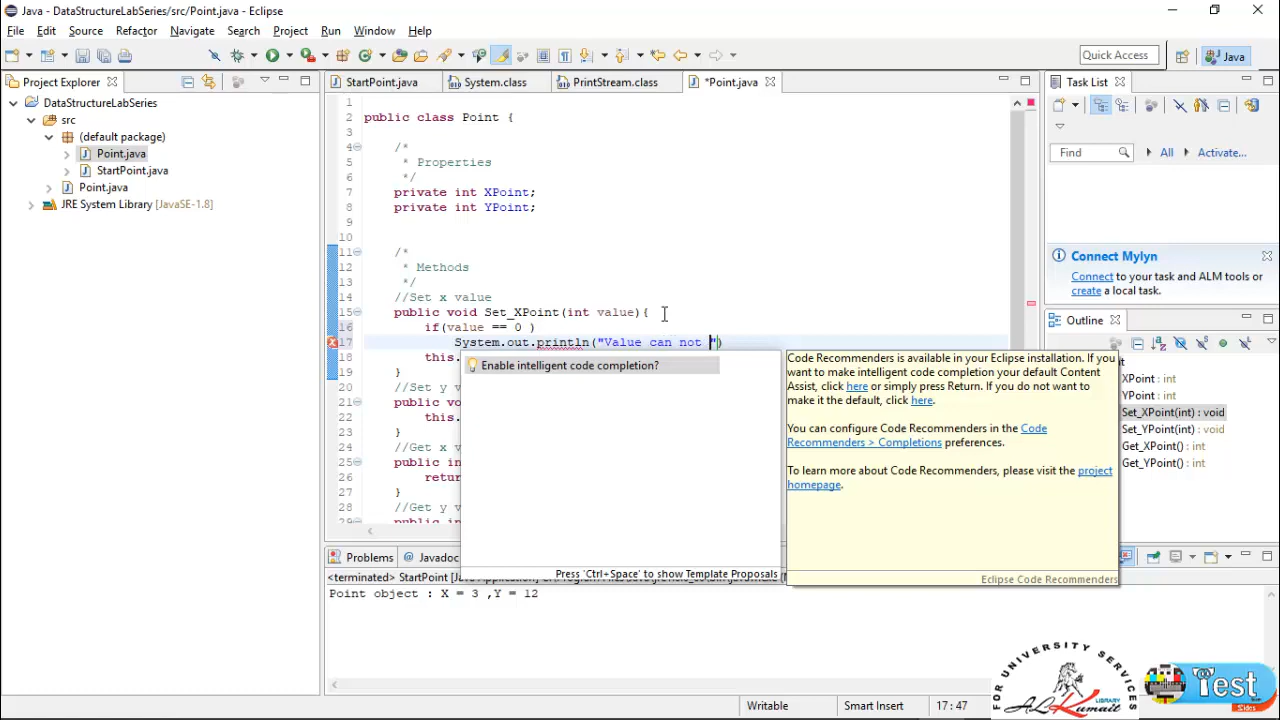 Java - DataStructureLabSeries/src/Point.java - Eclipse
File Edit Source Refactor Navigate Search Project Run Window Help
Quick Access
Java
Project Explorer
StartPoint.java
System.class
PrintStream.class
*Point.java
Task List
DataStructureLabSeries
src
(default package)
Point.java
StartPoint.java
Point.java
JRE System Library [JavaSE-1.8]
1
2 public class Point {
3
4 /*
5 * Properties
6 */
7 private int XPoint;
8 private int YPoint;
9
10
11 /*
12 * Methods
13 */
14 //Set x value
15 public void Set_XPoint(int value){
16 if(value == 0 )
17 System.out.println("Value can not ")
18 this.
19 }
20 //Set y v
21 public vo
22 this.
23 }
24 //Get x v
25 public in
26 retur
27 }
28 //Get y v
29 public in
Enable intelligent code completion?
Press 'Ctrl+Space' to show Template Proposals
Code Recommenders is available in your Eclipse installation. If you
want to make intelligent code completion your default Content
Assist, click here or simply press Return. If you do not want to
make it the default, click here.
You can configure Code Recommenders in the Code
Recommenders > Completions preferences.
To learn more about Code Recommenders, please visit the project
homepage.
Eclipse Code Recommenders
Find
All
Activate...
Connect Mylyn
Connect to your task and ALM tools or
create a local task.
Outline
XPoint : int
YPoint : int
Set_XPoint(int) : void
Set_YPoint(int) : void
Get_XPoint() : int
Get_YPoint() : int
Problems
Javadoc
<terminated> StartPoint [Java Application]
Point object : X = 3 ,Y = 12
Writable
Smart Insert
17 : 47
FOR UNIVERSITY SERVICES
LIBRARY
AL Kumait
Test
Slides